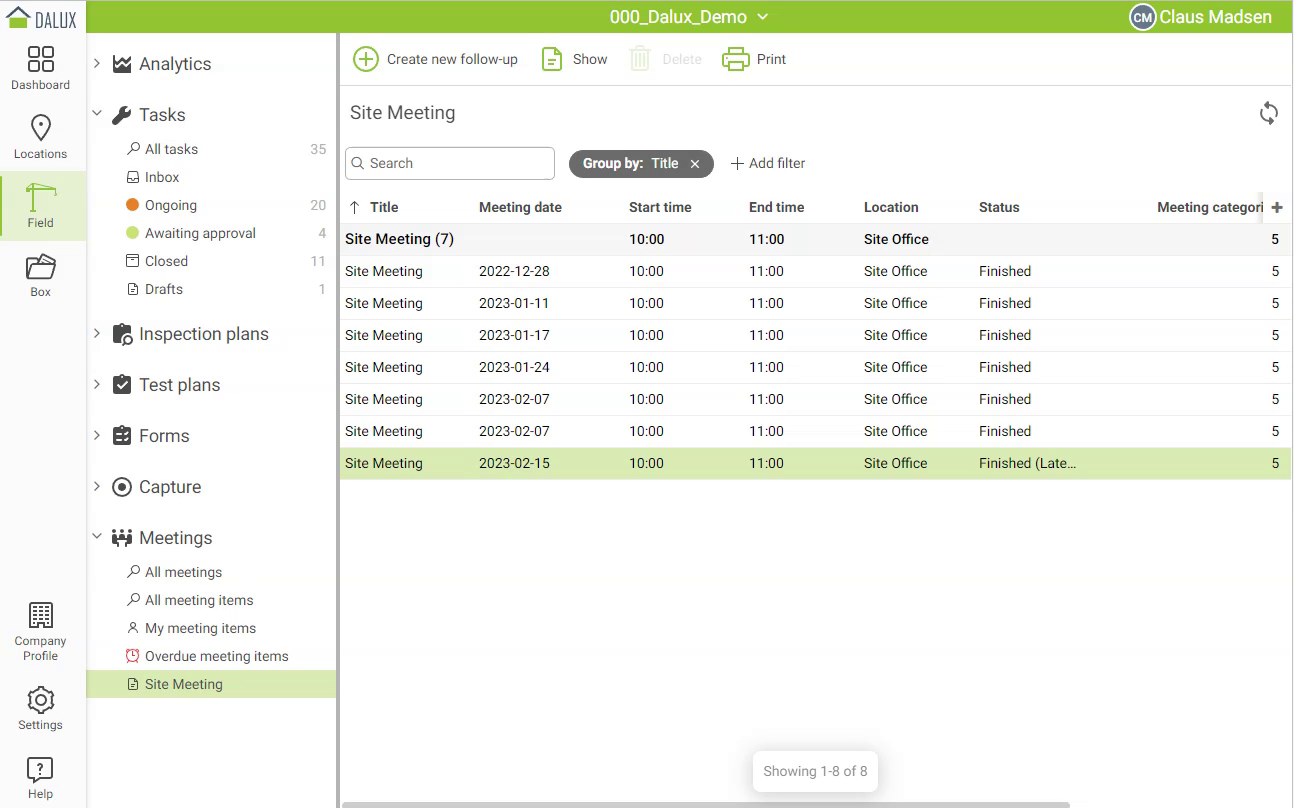 DALUX
000_Dalux_Demo
CM Claus Madsen
Dashboard
Locations
Field
Box
Company
Profile
Settings
Help
Analytics
Tasks
All tasks 35
Inbox
Ongoing 20
Awaiting approval 4
Closed 11
Drafts 1
Inspection plans
Test plans
Forms
Capture
Meetings
All meetings
All meeting items
My meeting items
Overdue meeting items
Site Meeting
Create new follow-up Show Delete Print
Site Meeting
Search Group by: Title × + Add filter
↑ Title Meeting date Start time End time Location Status Meeting categori +
Site Meeting (7) 10:00 11:00 Site Office 5
Site Meeting 2022-12-28 10:00 11:00 Site Office Finished 5
Site Meeting 2023-01-11 10:00 11:00 Site Office Finished 5
Site Meeting 2023-01-17 10:00 11:00 Site Office Finished 5
Site Meeting 2023-01-24 10:00 11:00 Site Office Finished 5
Site Meeting 2023-02-07 10:00 11:00 Site Office Finished 5
Site Meeting 2023-02-07 10:00 11:00 Site Office Finished 5
Site Meeting 2023-02-15 10:00 11:00 Site Office Finished (Late... 5
Showing 1-8 of 8